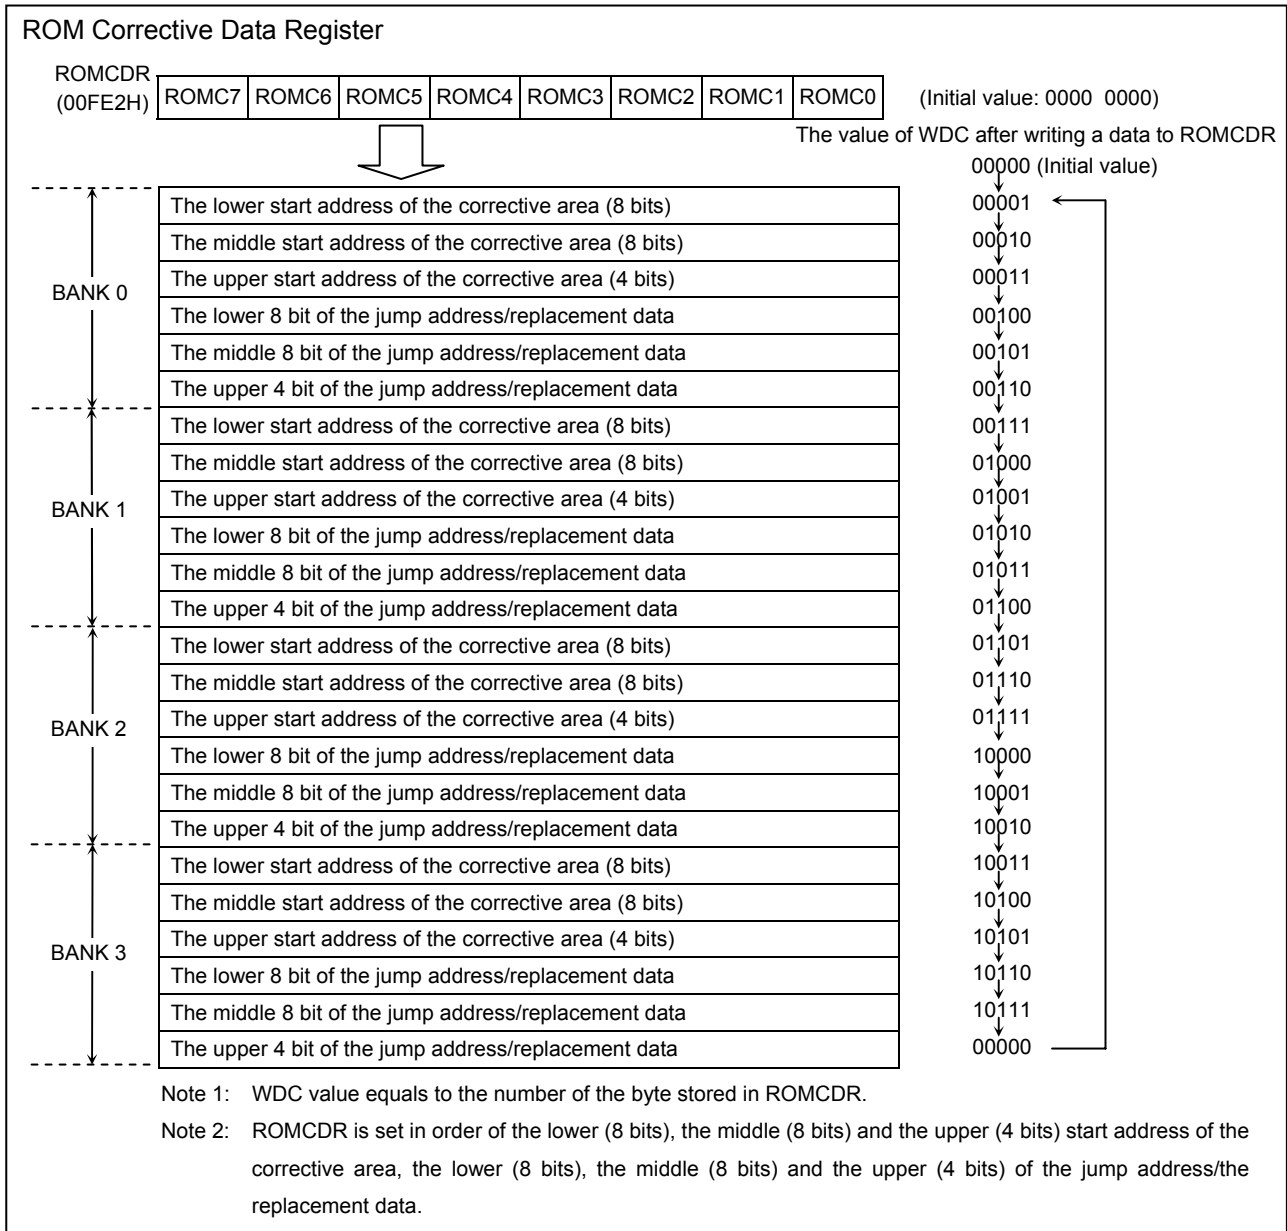 ROM Corrective Data Register
ROMCDR
(00FE2H)
ROMC7 ROMC6 ROMC5 ROMC4 ROMC3 ROMC2 ROMC1 ROMC0 (Initial value: 0000 0000)
The value of WDC after writing a data to ROMCDR
00000 (Initial value)
The lower start address of the corrective area (8 bits) 00001
The middle start address of the corrective area (8 bits) 00010
The upper start address of the corrective area (4 bits) 00011
BANK 0
The lower 8 bit of the jump address/replacement data 00100
The middle 8 bit of the jump address/replacement data 00101
The upper 4 bit of the jump address/replacement data 00110
The lower start address of the corrective area (8 bits) 00111
The middle start address of the corrective area (8 bits) 01000
The upper start address of the corrective area (4 bits) 01001
BANK 1
The lower 8 bit of the jump address/replacement data 01010
The middle 8 bit of the jump address/replacement data 01011
The upper 4 bit of the jump address/replacement data 01100
The lower start address of the corrective area (8 bits) 01101
The middle start address of the corrective area (8 bits) 01110
The upper start address of the corrective area (4 bits) 01111
BANK 2
The lower 8 bit of the jump address/replacement data 10000
The middle 8 bit of the jump address/replacement data 10001
The upper 4 bit of the jump address/replacement data 10010
The lower start address of the corrective area (8 bits) 10011
The middle start address of the corrective area (8 bits) 10100
The upper start address of the corrective area (4 bits) 10101
BANK 3
The lower 8 bit of the jump address/replacement data 10110
The middle 8 bit of the jump address/replacement data 10111
The upper 4 bit of the jump address/replacement data 00000
Note 1: WDC value equals to the number of the byte stored in ROMCDR.
Note 2: ROMCDR is set in order of the lower (8 bits), the middle (8 bits) and the upper (4 bits) start address of the
corrective area, the lower (8 bits), the middle (8 bits) and the upper (4 bits) of the jump address/the
replacement data.